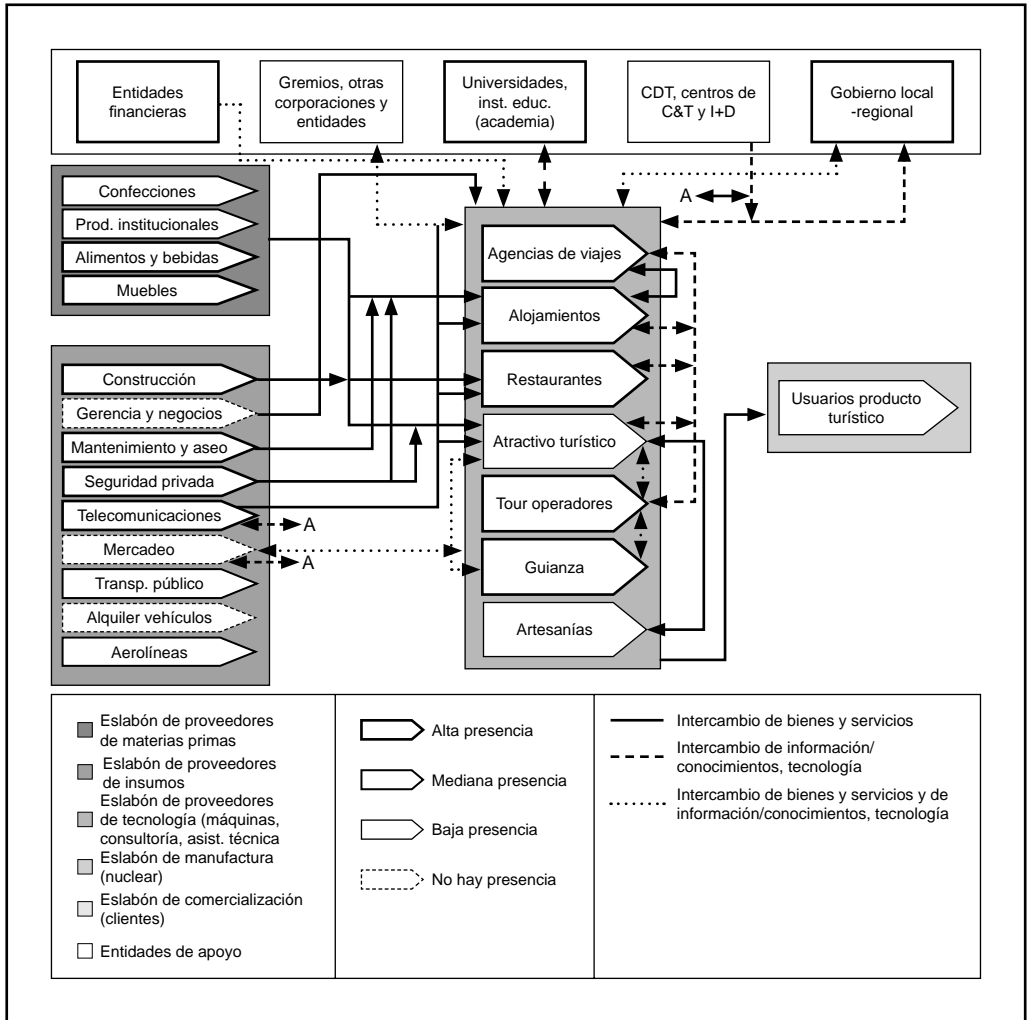 Entidades
financieras
Gremios, otras
corporaciones y
entidades
Universidades,
inst. educ.
(academia)
CDT, centros de
C&T y I+D
Gobierno local
-regional
Confecciones
Prod. institucionales
Alimentos y bebidas
Muebles
A
Agencias de viajes
Alojamientos
Restaurantes
Atractivo turístico
Tour operadores
Guianza
Artesanías
Construcción
Gerencia y negocios
Mantenimiento y aseo
Seguridad privada
Telecomunicaciones
A
Mercadeo
A
Transp. público
Alquiler vehículos
Aerolíneas
Usuarios producto
turístico
Eslabón de proveedores
de materias primas
Eslabón de proveedores
de insumos
Eslabón de proveedores
de tecnología (máquinas,
consultoría, asist. técnica
Eslabón de manufactura
(nuclear)
Eslabón de comercialización
(clientes)
Entidades de apoyo
Alta presencia
Mediana presencia
Baja presencia
No hay presencia
Intercambio de bienes y servicios
Intercambio de información/
conocimientos, tecnología
Intercambio de bienes y servicios y de
información/conocimientos, tecnología